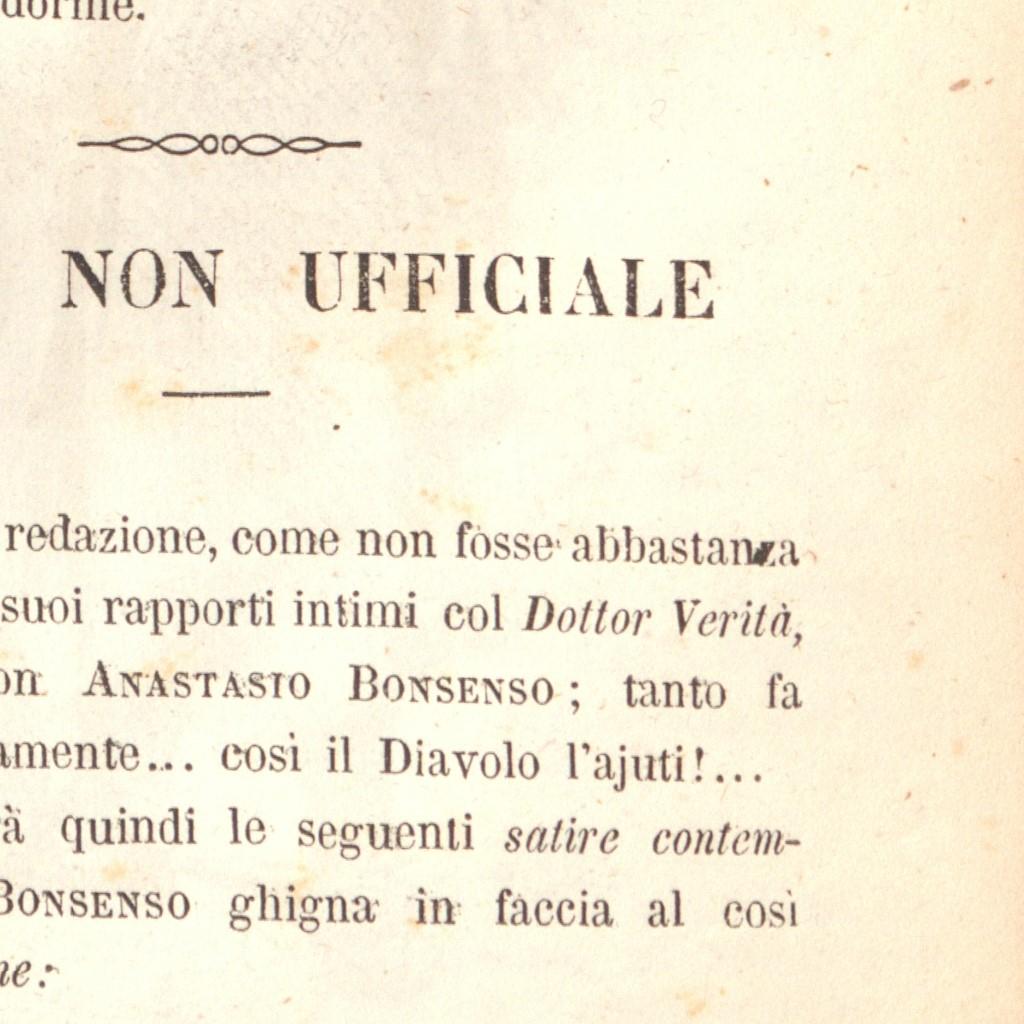 dorme.
NON UFFICIALE
redazione, come non fosse abbastanza
suoi rapporti intimi col Dottor Verità,
on ANASTASIO BONSENSO; tanto fa
amente... così il Diavolo l'ajuti!...
à quindi le seguenti satire contem-
BONSENSO ghigna in faccia al così
ne: